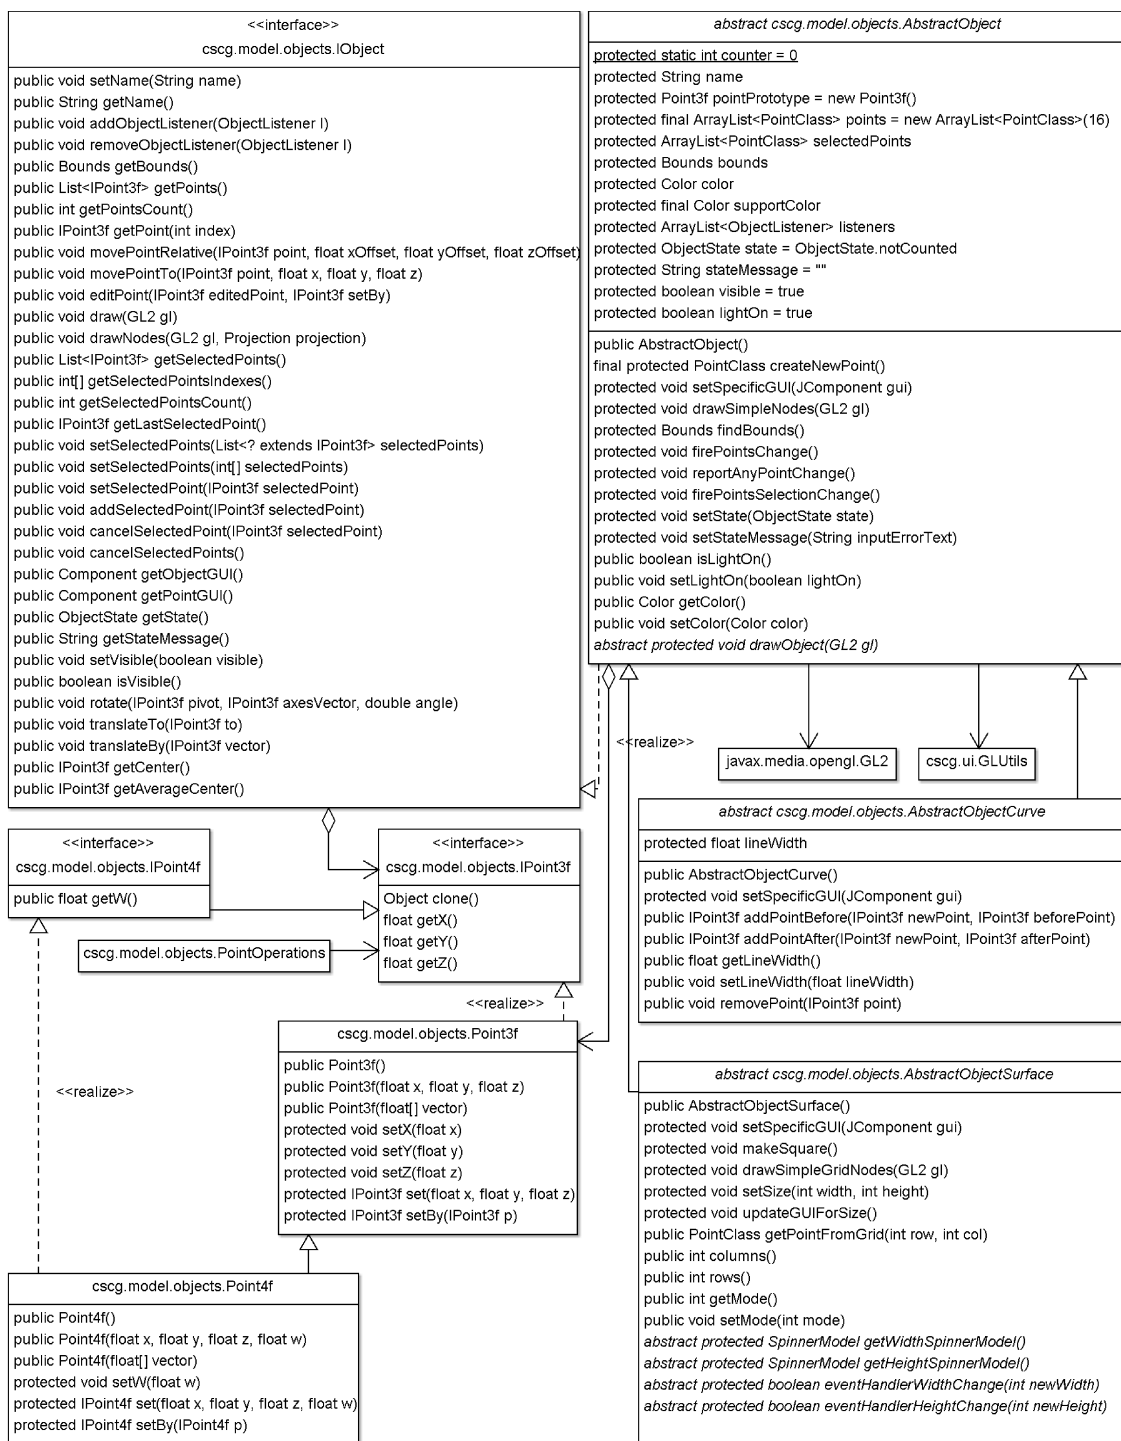 <<interface>>
cscg.model.objects.IObject
public void setName(String name)
public String getName()
public void addObjectListener(ObjectListener l)
public void removeObjectListener(ObjectListener l)
public Bounds getBounds()
public List<IPoint3f> getPoints()
public int getPointsCount()
public IPoint3f getPoint(int index)
public void movePointRelative(IPoint3f point, float xOffset, float yOffset, float zOffset)
public void movePointTo(IPoint3f point, float x, float y, float z)
public void editPoint(IPoint3f editedPoint, IPoint3f setBy)
public void draw(GL2 gl)
public void drawNodes(GL2 gl, Projection projection)
public List<IPoint3f> getSelectedPoints()
public int[] getSelectedPointsIndexes()
public int getSelectedPointsCount()
public IPoint3f getLastSelectedPoint()
public void setSelectedPoints(List<? extends IPoint3f> selectedPoints)
public void setSelectedPoints(int[] selectedPoints)
public void setSelectedPoint(IPoint3f selectedPoint)
public void addSelectedPoint(IPoint3f selectedPoint)
public void cancelSelectedPoint(IPoint3f selectedPoint)
public void cancelSelectedPoints()
public Component getObjectGUI()
public Component getPointGUI()
public ObjectState getState()
public String getStateMessage()
public void setVisible(boolean visible)
public boolean isVisible()
public void rotate(IPoint3f pivot, IPoint3f axesVector, double angle)
public void translateTo(IPoint3f to)
public void translateBy(IPoint3f vector)
public IPoint3f getCenter()
public IPoint3f getAverageCenter()
abstract cscg.model.objects.AbstractObject
protected static int counter = 0
protected String name
protected Point3f pointPrototype = new Point3f()
protected final ArrayList<PointClass> points = new ArrayList<PointClass>(16)
protected ArrayList<PointClass> selectedPoints
protected Bounds bounds
protected Color color
protected final Color supportColor
protected ArrayList<ObjectListener> listeners
protected ObjectState state = ObjectState.notCounted
protected String stateMessage = ""
protected boolean visible = true
protected boolean lightOn = true
public AbstractObject()
final protected PointClass createNewPoint()
protected void setSpecificGUI(JComponent gui)
protected void drawSimpleNodes(GL2 gl)
protected Bounds findBounds()
protected void firePointsChange()
protected void reportAnyPointChange()
protected void firePointsSelectionChange()
protected void setState(ObjectState state)
protected void setStateMessage(String inputErrorText)
public boolean isLightOn()
public void setLightOn(boolean lightOn)
public Color getColor()
public void setColor(Color color)
abstract protected void drawObject(GL2 gl)
<<realize>>
javax.media.opengl.GL2
cscg.ui.GLUtils
<<interface>>
cscg.model.objects.IPoint4f
public float getW()
<<interface>>
cscg.model.objects.IPoint3f
Object clone()
float getX()
float getY()
float getZ()
cscg.model.objects.PointOperations
abstract cscg.model.objects.AbstractObjectCurve
protected float lineWidth
public AbstractObjectCurve()
protected void setSpecificGUI(JComponent gui)
public IPoint3f addPointBefore(IPoint3f newPoint, IPoint3f beforePoint)
public IPoint3f addPointAfter(IPoint3f newPoint, IPoint3f afterPoint)
public float getLineWidth()
public void setLineWidth(float lineWidth)
public void removePoint(IPoint3f point)
<<realize>>
cscg.model.objects.Point3f
public Point3f()
public Point3f(float x, float y, float z)
public Point3f(float[] vector)
protected void setX(float x)
protected void setY(float y)
protected void setZ(float z)
protected IPoint3f set(float x, float y, float z)
protected IPoint3f setBy(IPoint3f p)
<<realize>>
abstract cscg.model.objects.AbstractObjectSurface
public AbstractObjectSurface()
protected void setSpecificGUI(JComponent gui)
protected void makeSquare()
protected void drawSimpleGridNodes(GL2 gl)
protected void setSize(int width, int height)
protected void updateGUIForSize()
public PointClass getPointFromGrid(int row, int col)
public int columns()
public int rows()
public int getMode()
public void setMode(int mode)
abstract protected SpinnerModel getWidthSpinnerModel()
abstract protected SpinnerModel getHeightSpinnerModel()
abstract protected boolean eventHandlerWidthChange(int newWidth)
abstract protected boolean eventHandlerHeightChange(int newHeight)
cscg.model.objects.Point4f
public Point4f()
public Point4f(float x, float y, float z, float w)
public Point4f(float[] vector)
protected void setW(float w)
protected IPoint4f set(float x, float y, float z, float w)
protected IPoint4f setBy(IPoint4f p)